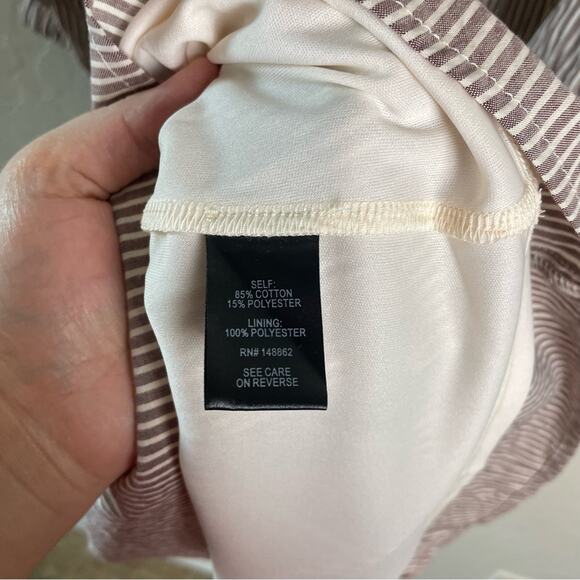 SELF:
85% COTTON
15% POLYESTER
LINING:
100% POLYESTER
RN# 148862
SEE CARE
ON REVERSE